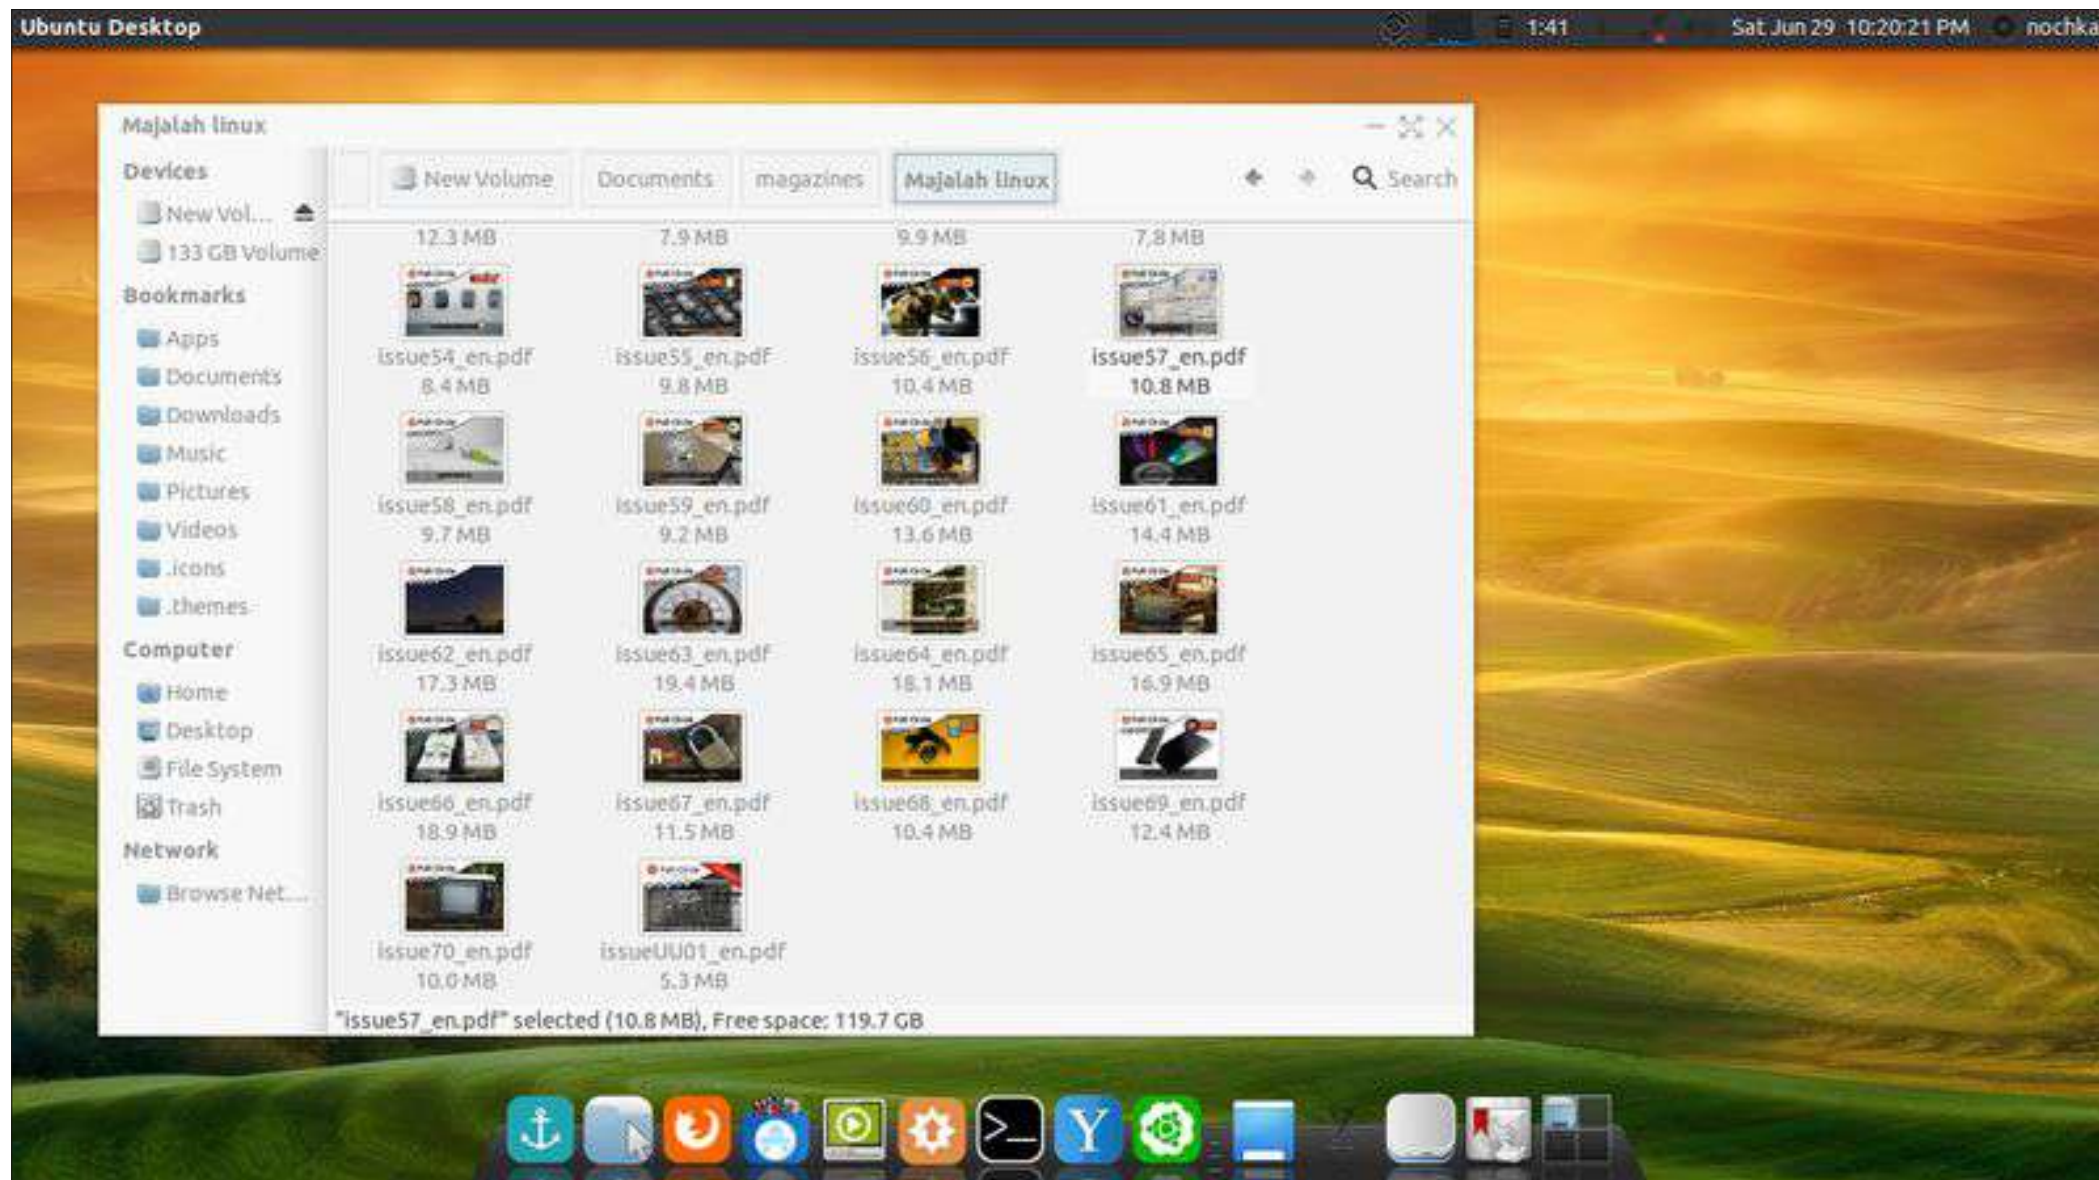 Ubuntu Desktop 1:41 Sat Jun 29 10:20:21 PM nochka
Majalah linux
Devices
New Vol...
133 GB Volume
Bookmarks
Apps
Documents
Downloads
Music
Pictures
Videos
.icons
.themes
Computer
Home
Desktop
File System
Trash
Network
Browse Net...
New Volume Documents magazines Majalah linux Search
12.3 MB 7.9 MB 9.9 MB 7.8 MB
issue54_en.pdf issue55_en.pdf issue56_en.pdf issue57_en.pdf
8.4 MB 9.8 MB 10.4 MB 10.8 MB
issue58_en.pdf issue59_en.pdf issue60_en.pdf issue61_en.pdf
9.7 MB 9.2 MB 13.6 MB 14.4 MB
issue62_en.pdf issue63_en.pdf issue64_en.pdf issue65_en.pdf
17.3 MB 19.4 MB 18.1 MB 16.9 MB
issue66_en.pdf issue67_en.pdf issue68_en.pdf issue69_en.pdf
18.9 MB 11.5 MB 10.4 MB 12.4 MB
issue70_en.pdf issueUU01_en.pdf
10.0 MB 5.3 MB
"issue57_en.pdf" selected (10.8 MB), Free space: 119.7 GB
>_ Y